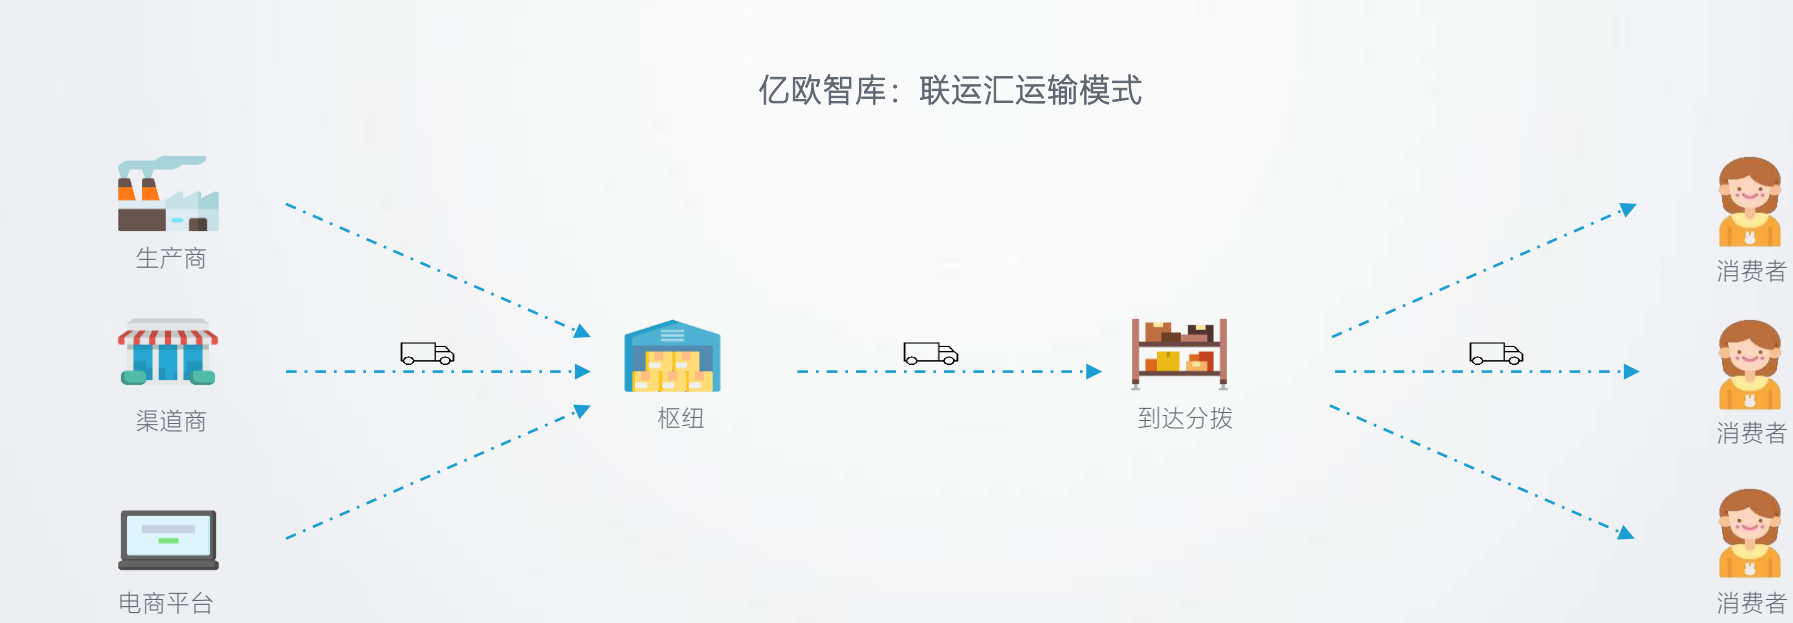 亿欧智库：联运汇运输模式
生产商
消费者
渠道商
枢纽
到达分拨
消费者
电商平台
消费者